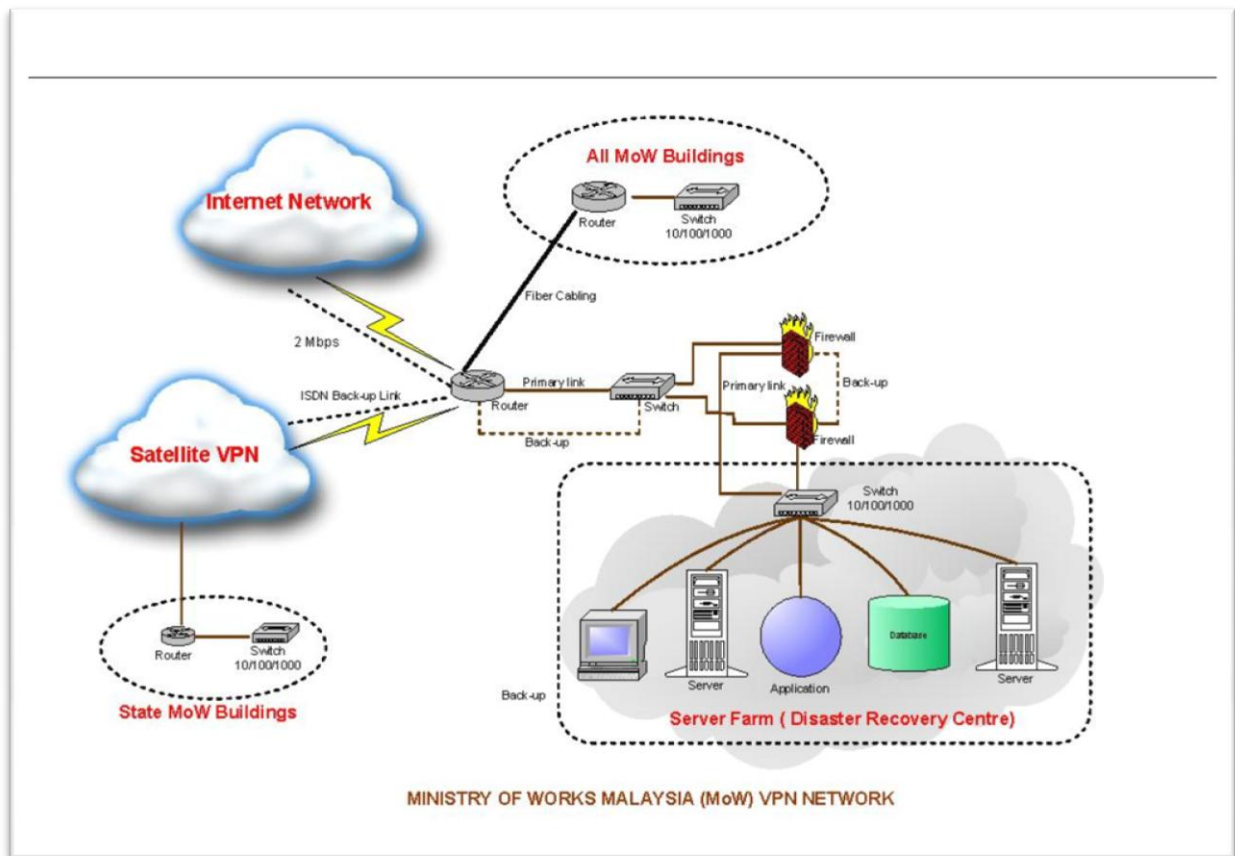 All MoW Buildings
Internet Network
Router
Switch
10/100/1000
Fiber Cabling
2 Mbps
Firewall
ISDN Back-up Link
Primary link
Primary link
Back-up
Router
Switch
Back-up
Firewall
Satellite VPN
Switch
10/100/1000
Router
Switch
10/100/1000
State MoW Buildings
Database
Server
Application
Server
Back-up
Server Farm ( Disaster Recovery Centre)
MINISTRY OF WORKS MALAYSIA (MoW) VPN NETWORK